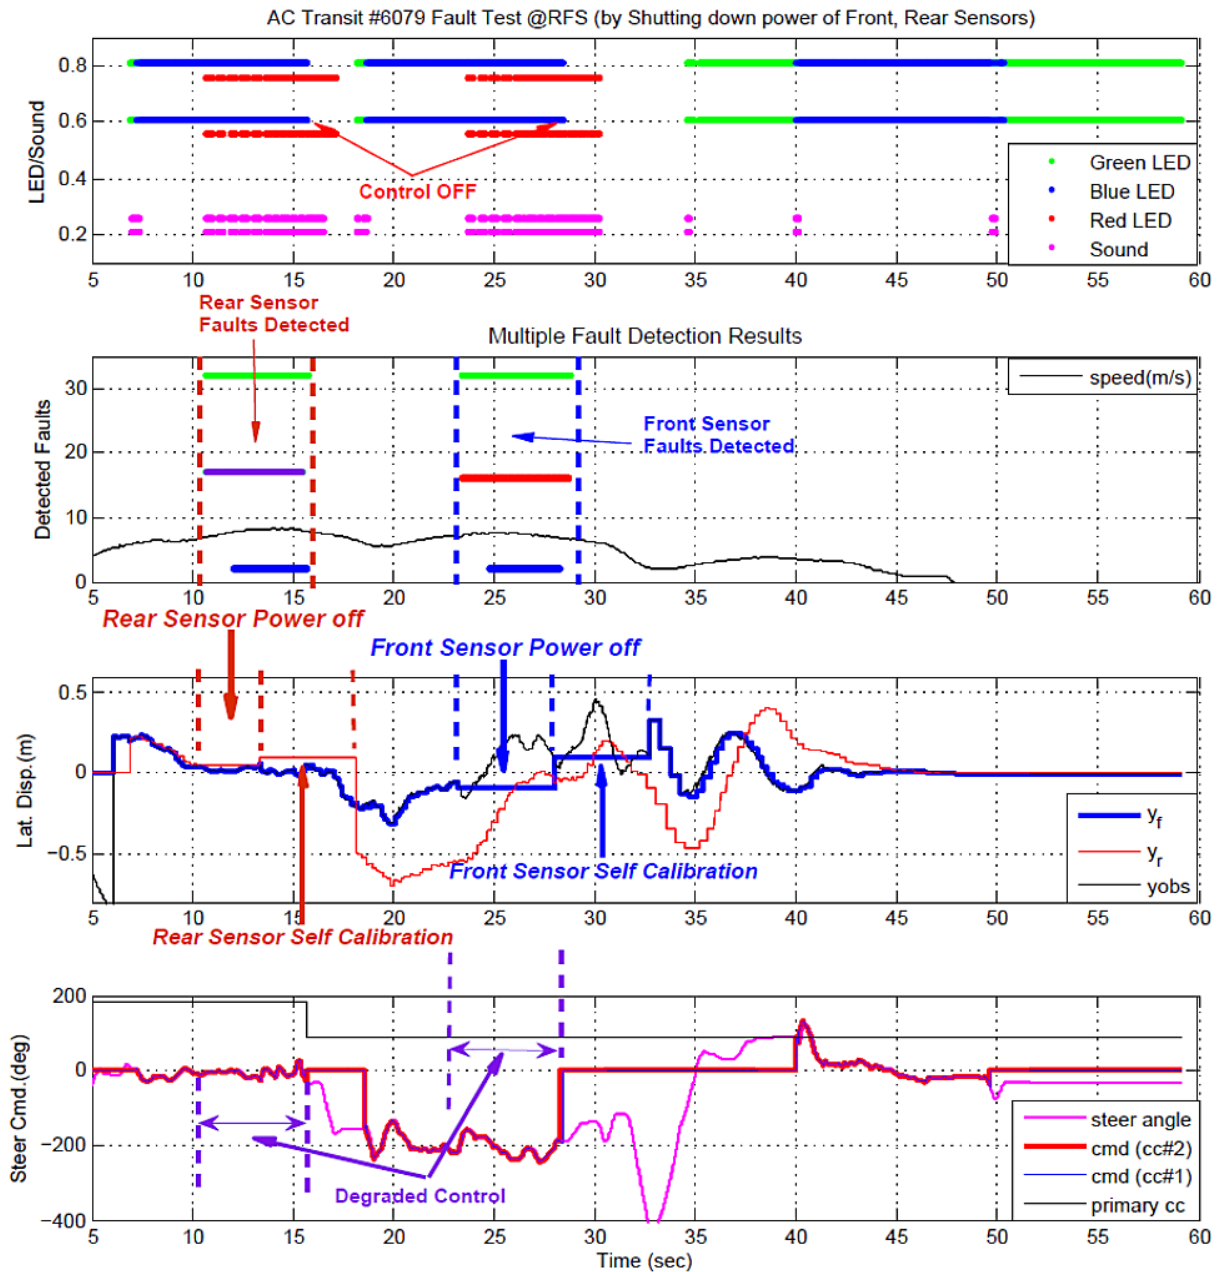 AC Transit #6079 Fault Test @RFS (by Shutting down power of Front, Rear Sensors)
LED/Sound
0.8
0.6
0.4
0.2
Control OFF
Green LED
Blue LED
Red LED
Sound
5 10 15 20 25 30 35 40 45 50 55 60
Rear Sensor
Faults Detected
Multiple Fault Detection Results
Detected Faults
30
20
10
0
speed(m/s)
Front Sensor
Faults Detected
5 10 15 20 25 30 35 40 45 50 55 60
Rear Sensor Power off
Front Sensor Power off
Lat. Disp.(m)
0.5
0
−0.5
Front Sensor Self Calibration
yf
yr
yobs
5 10 15 20 25 30 35 40 45 50 55 60
Rear Sensor Self Calibration
Steer Cmd.(deg)
200
0
−200
−400
Degraded Control
steer angle
cmd (cc#2)
cmd (cc#1)
primary cc
5 10 15 20 25 30 35 40 45 50 55 60
Time (sec)